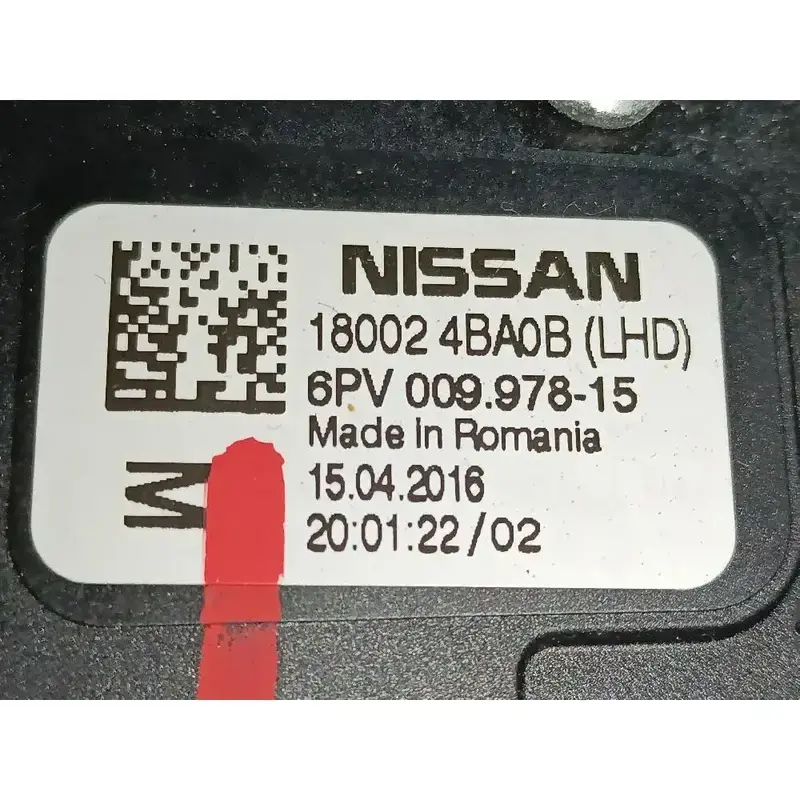 NISSAN
18002 4BA0B (LHD)
6PV 009.978-15
Made in Romania
15.04.2016
20:01:22/02
M